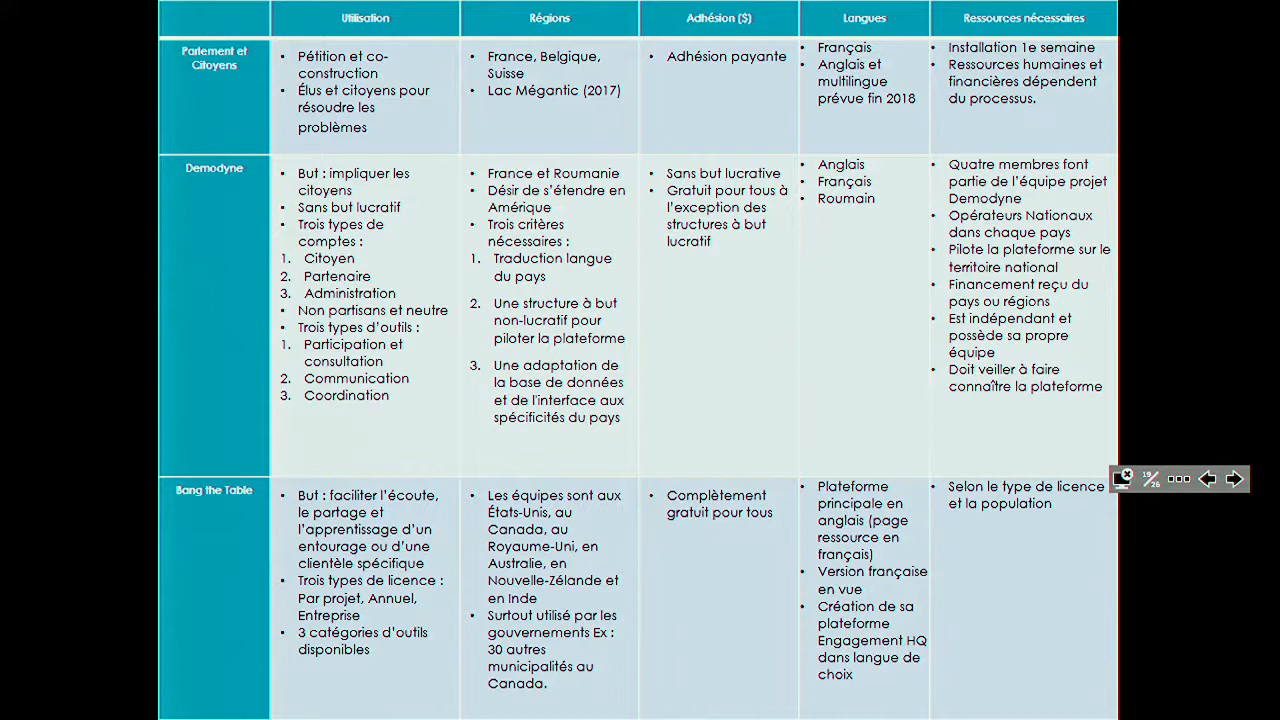 Utilisation
Régions
Adhésion ($)
Langues
Ressources nécessaires
Parlement et
Citoyens
• Pétition et co-
construction
• Élus et citoyens pour
résoudre les
problèmes
• France, Belgique,
Suisse
• Lac Mégantic (2017)
• Adhésion payante
• Français
• Anglais et
multilingue
prévue fin 2018
• Installation 1e semaine
• Ressources humaines et
financières dépendent
du processus.
Demodyne
• But : impliquer les
citoyens
• Sans but lucratif
• Trois types de
comptes :
1. Citoyen
2. Partenaire
3. Administration
• Non partisans et neutre
• Trois types d'outils :
1. Participation et
consultation
2. Communication
3. Coordination
• France et Roumanie
• Désir de s'étendre en
Amérique
• Trois critères
nécessaires :
1. Traduction langue
du pays
2. Une structure à but
non-lucratif pour
piloter la plateforme
3. Une adaptation de
la base de données
et de l'interface aux
spécificités du pays
• Sans but lucrative
• Gratuit pour tous à
l'exception des
structures à but
lucratif
• Anglais
• Français
• Roumain
• Quatre membres font
partie de l'équipe projet
Demodyne
• Opérateurs Nationaux
dans chaque pays
• Pilote la plateforme sur le
territoire national
• Financement reçu du
pays ou régions
• Est indépendant et
possède sa propre
équipe
• Doit veiller à faire
connaître la plateforme
Bang the Table
• But : faciliter l'écoute,
le partage et
l'apprentissage d'un
entourage ou d'une
clientèle spécifique
• Trois types de licence :
Par projet, Annuel,
Entreprise
• 3 catégories d'outils
disponibles
• Les équipes sont aux
États-Unis, au
Canada, au
Royaume-Uni, en
Australie, en
Nouvelle-Zélande et
en Inde
• Surtout utilisé par les
gouvernements Ex :
30 autres
municipalités au
Canada.
• Complètement
gratuit pour tous
• Plateforme
principale en
anglais (page
ressource en
français)
• Version française
en vue
• Création de sa
plateforme
Engagement HQ
dans langue de
choix
• Selon le type de licence
et la population
19/26